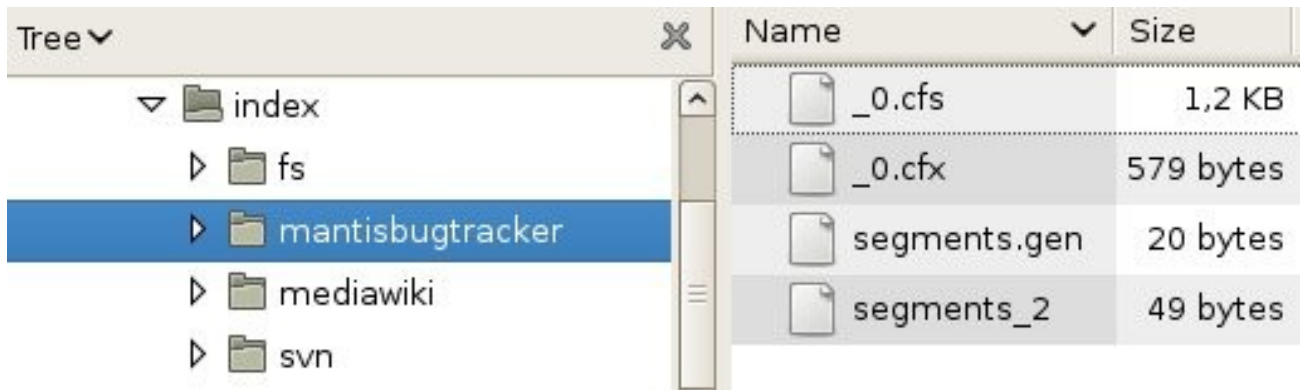 Tree
index
fs
mantisbugtracker
mediawiki
svn
Name Size
_0.cfs 1,2 KB
_0.cfx 579 bytes
segments.gen 20 bytes
segments_2 49 bytes